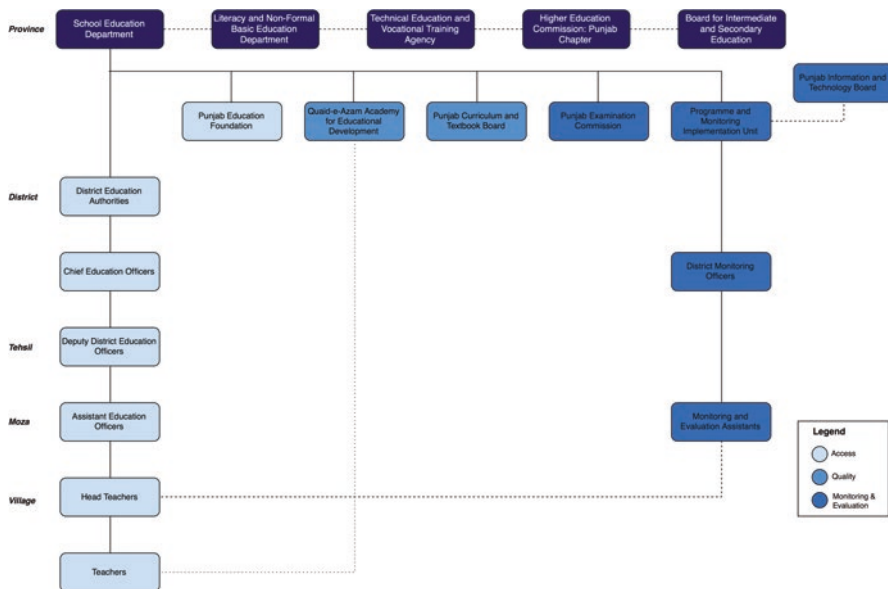 Province
School Education
Department
Literacy and Non-Formal
Basic Education
Department
Technical Education and
Vocational Training
Agency
Higher Education
Commission: Punjab
Chapter
Board for Intermediate
and Secondary
Education
Punjab Information and
Technology Board
Punjab Education
Foundation
Quaid-e-Azam Academy
for Educational
Development
Punjab Curriculum and
Textbook Board
Punjab Examination
Commission
Programme and
Monitoring
Implementation Unit
District
District Education
Authorities
Chief Education Officers
District Monitoring
Officers
Tehsil
Deputy District Education
Officers
Moza
Assistant Education
Officers
Monitoring and
Evaluation Assistants
Village
Head Teachers
Teachers
Legend
Access
Quality
Monitoring &
Evaluation